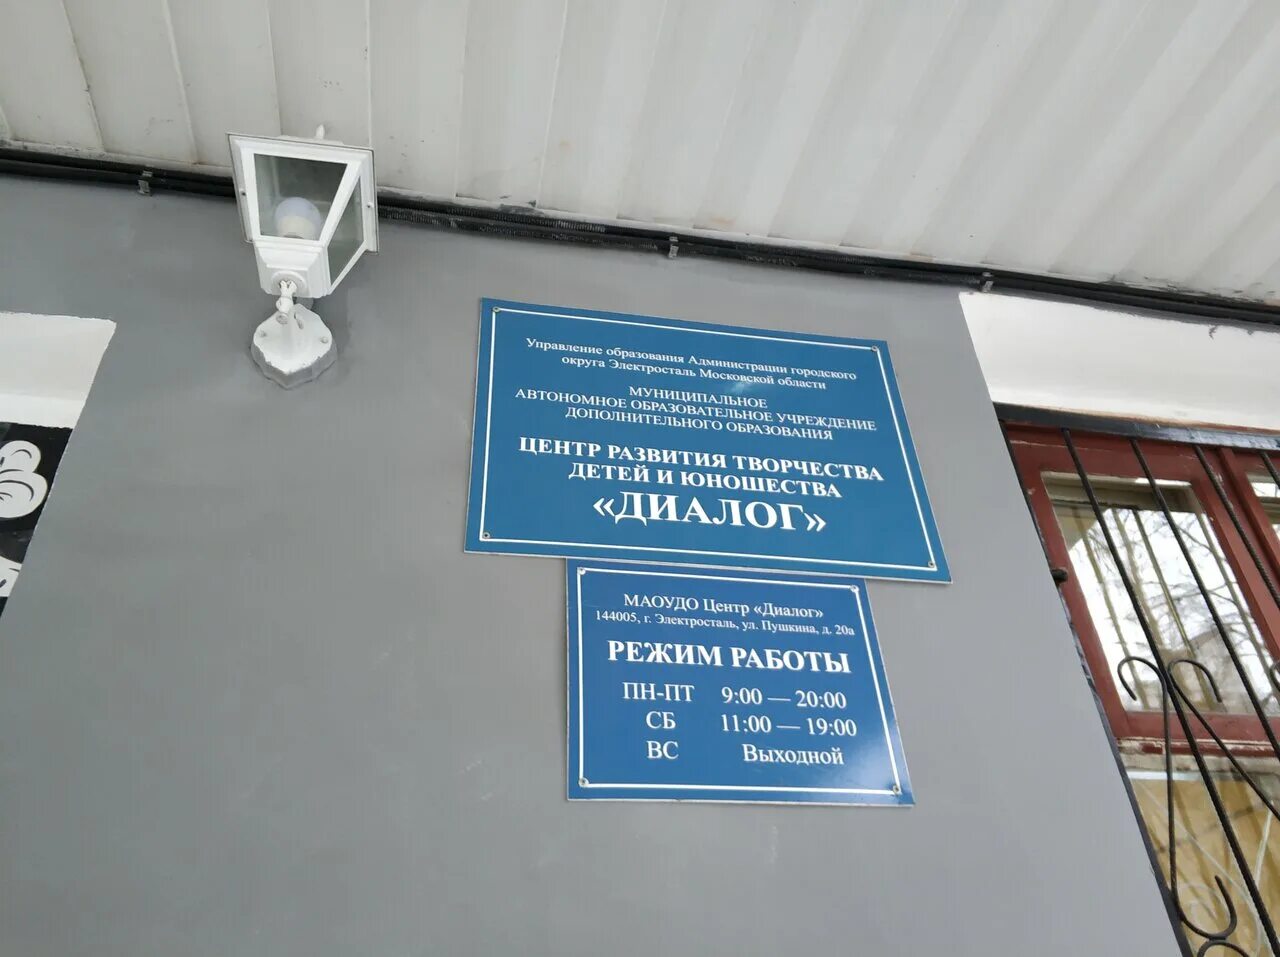 Управление образования Администрации городского
округа Электросталь Московской области
МУНИЦИПАЛЬНОЕ
АВТОНОМНОЕ ОБРАЗОВАТЕЛЬНОЕ УЧРЕЖДЕНИЕ
ДОПОЛНИТЕЛЬНОГО ОБРАЗОВАНИЯ
ЦЕНТР РАЗВИТИЯ ТВОРЧЕСТВА
ДЕТЕЙ И ЮНОШЕСТВА
«ДИАЛОГ»
МАОУДО Центр «Диалог»
144005, г. Электросталь, ул. Пушкина, д. 20а
РЕЖИМ РАБОТЫ
ПН-ПТ 9:00 — 20:00
СБ 11:00 — 19:00
ВС Выходной